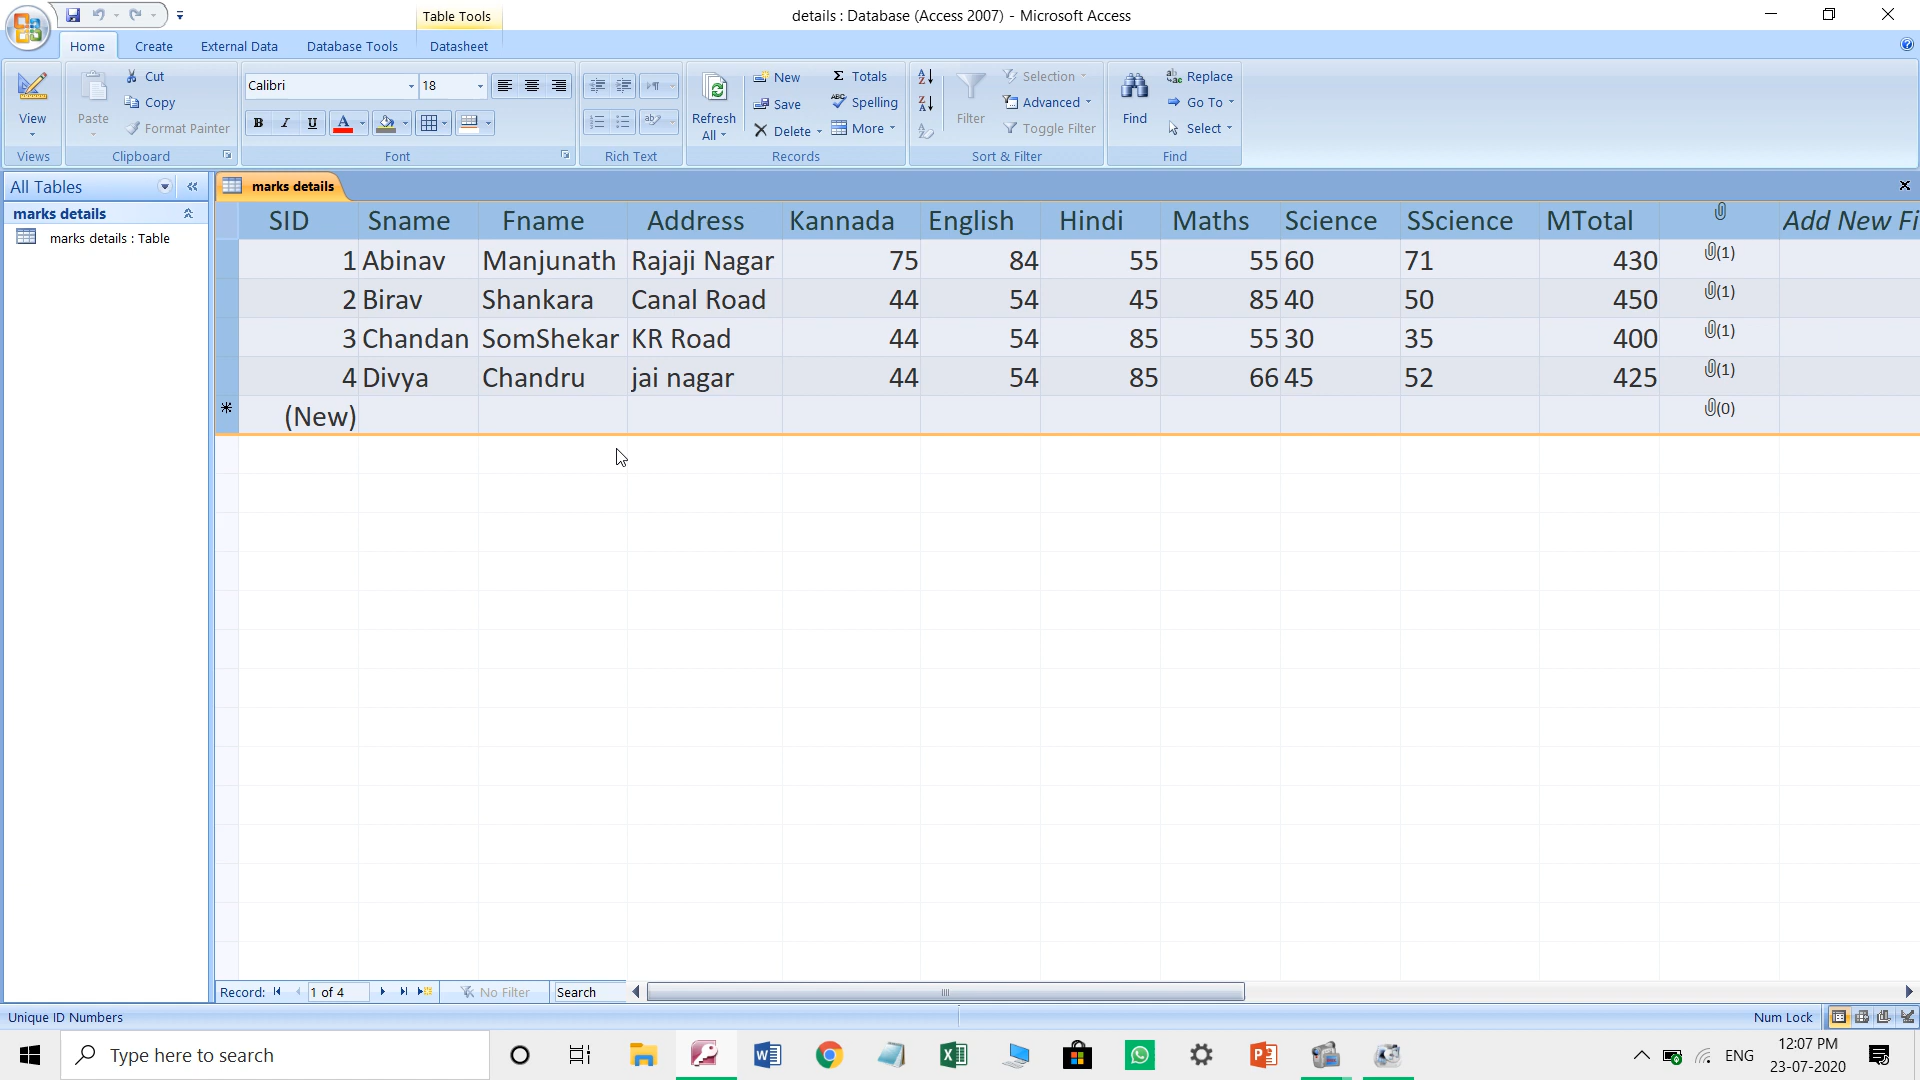 Table Tools
details : Database (Access 2007) - Microsoft Access
Home Create External Data Database Tools Datasheet
View
Views
Paste
Cut
Copy
Format Painter
Clipboard
Calibri 18
B I U A
Font
Rich Text
Refresh All
New
Save
Delete
Totals
Spelling
More
Records
Filter
Selection
Advanced
Toggle Filter
Sort & Filter
Find
Replace
Go To
Select
Find
All Tables
marks details
marks details : Table
marks details
SID Sname Fname Address Kannada English Hindi Maths Science SScience MTotal Add New Fi
1 Abinav Manjunath Rajaji Nagar 75 84 55 55 60 71 430 (1)
2 Birav Shankara Canal Road 44 54 45 85 40 50 450 (1)
3 Chandan SomShekar KR Road 44 54 85 55 30 35 400 (1)
4 Divya Chandru jai nagar 44 54 85 66 45 52 425 (1)
(New) (0)
Record: 1 of 4 No Filter Search
Unique ID Numbers Num Lock
Type here to search
ENG
12:07 PM
23-07-2020